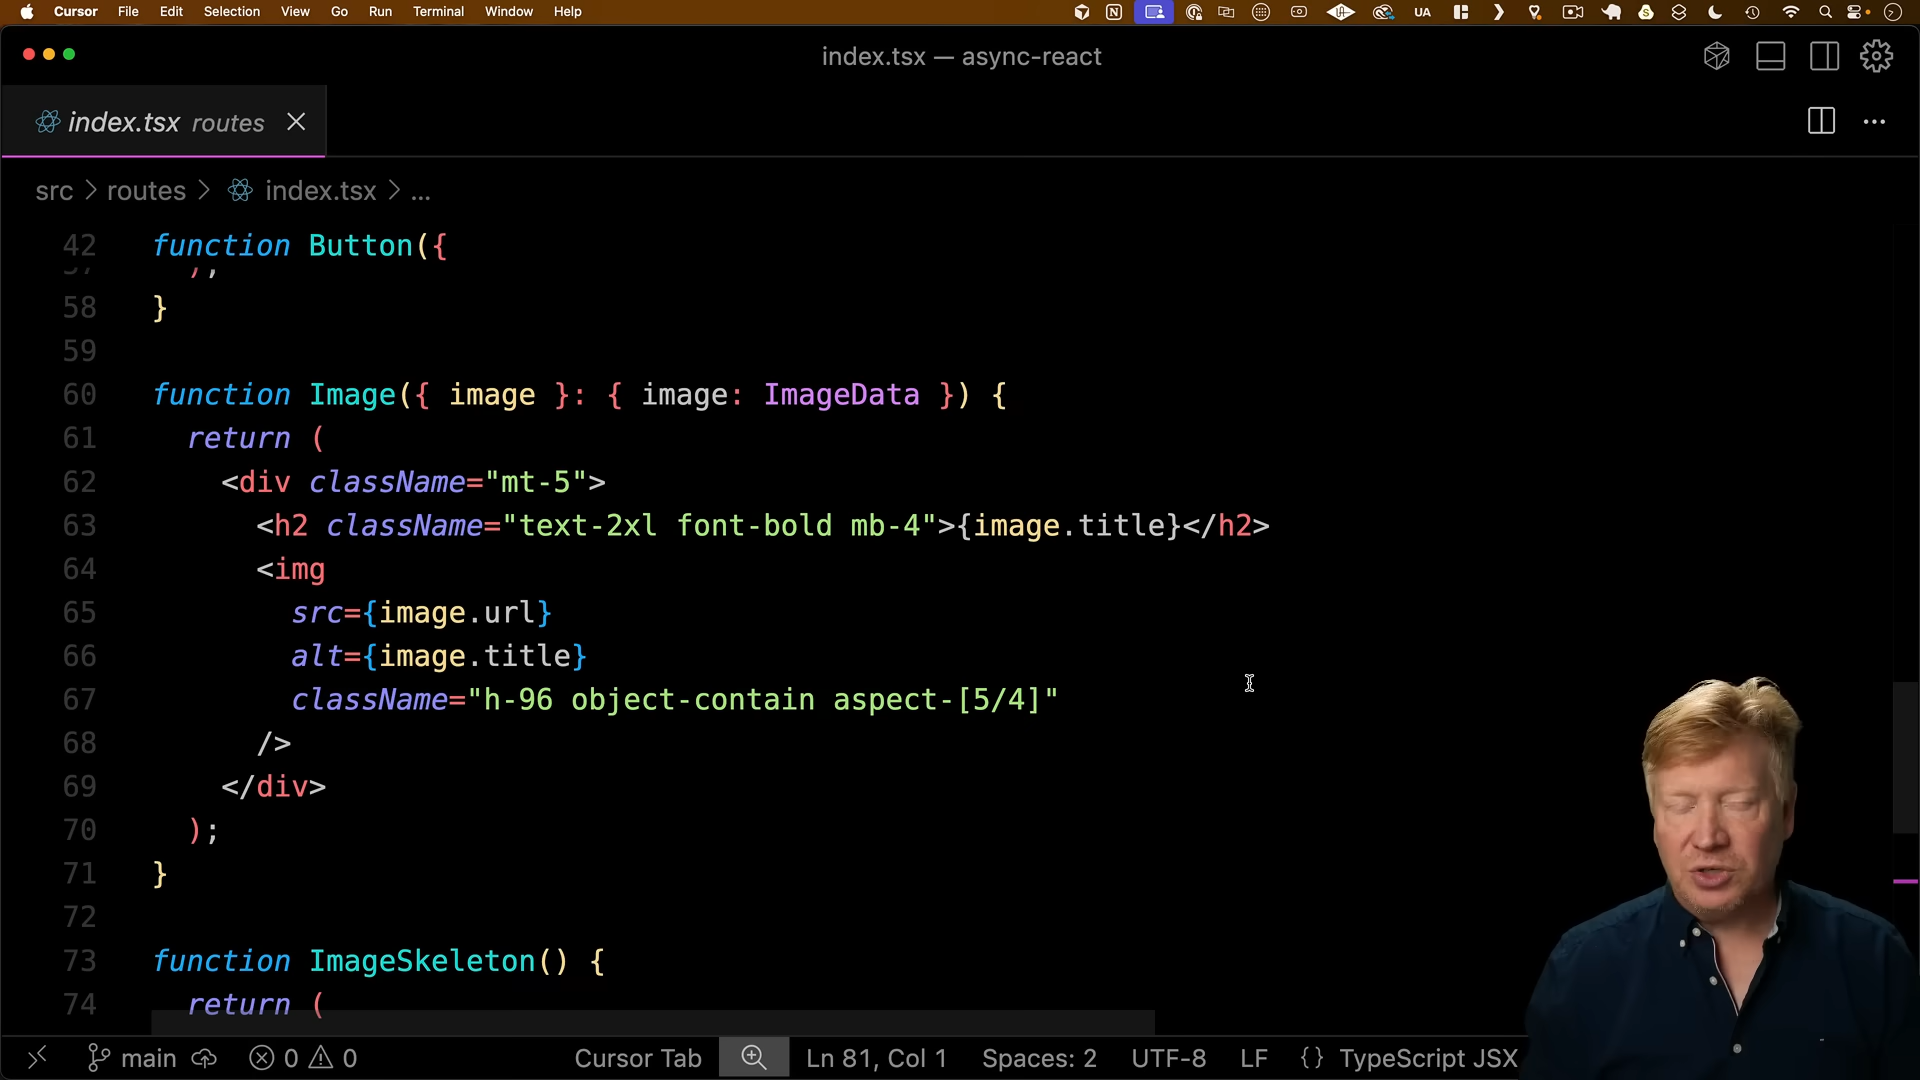 Cursor File Edit Selection View Go Run Terminal Window Help UA
index.tsx — async-react
index.tsx routes
src > routes > index.tsx > ...
42 function Button({
57 );
58 }
59
60 function Image({ image }: { image: ImageData }) {
61 return (
62 <div className="mt-5">
63 <h2 className="text-2xl font-bold mb-4">{image.title}</h2>
64 <img
65 src={image.url}
66 alt={image.title}
67 className="h-96 object-contain aspect-[5/4]"
68 />
69 </div>
70 );
71 }
72
73 function ImageSkeleton() {
74 return (
main 0 0 Cursor Tab Ln 81, Col 1 Spaces: 2 UTF-8 LF {} TypeScript JSX